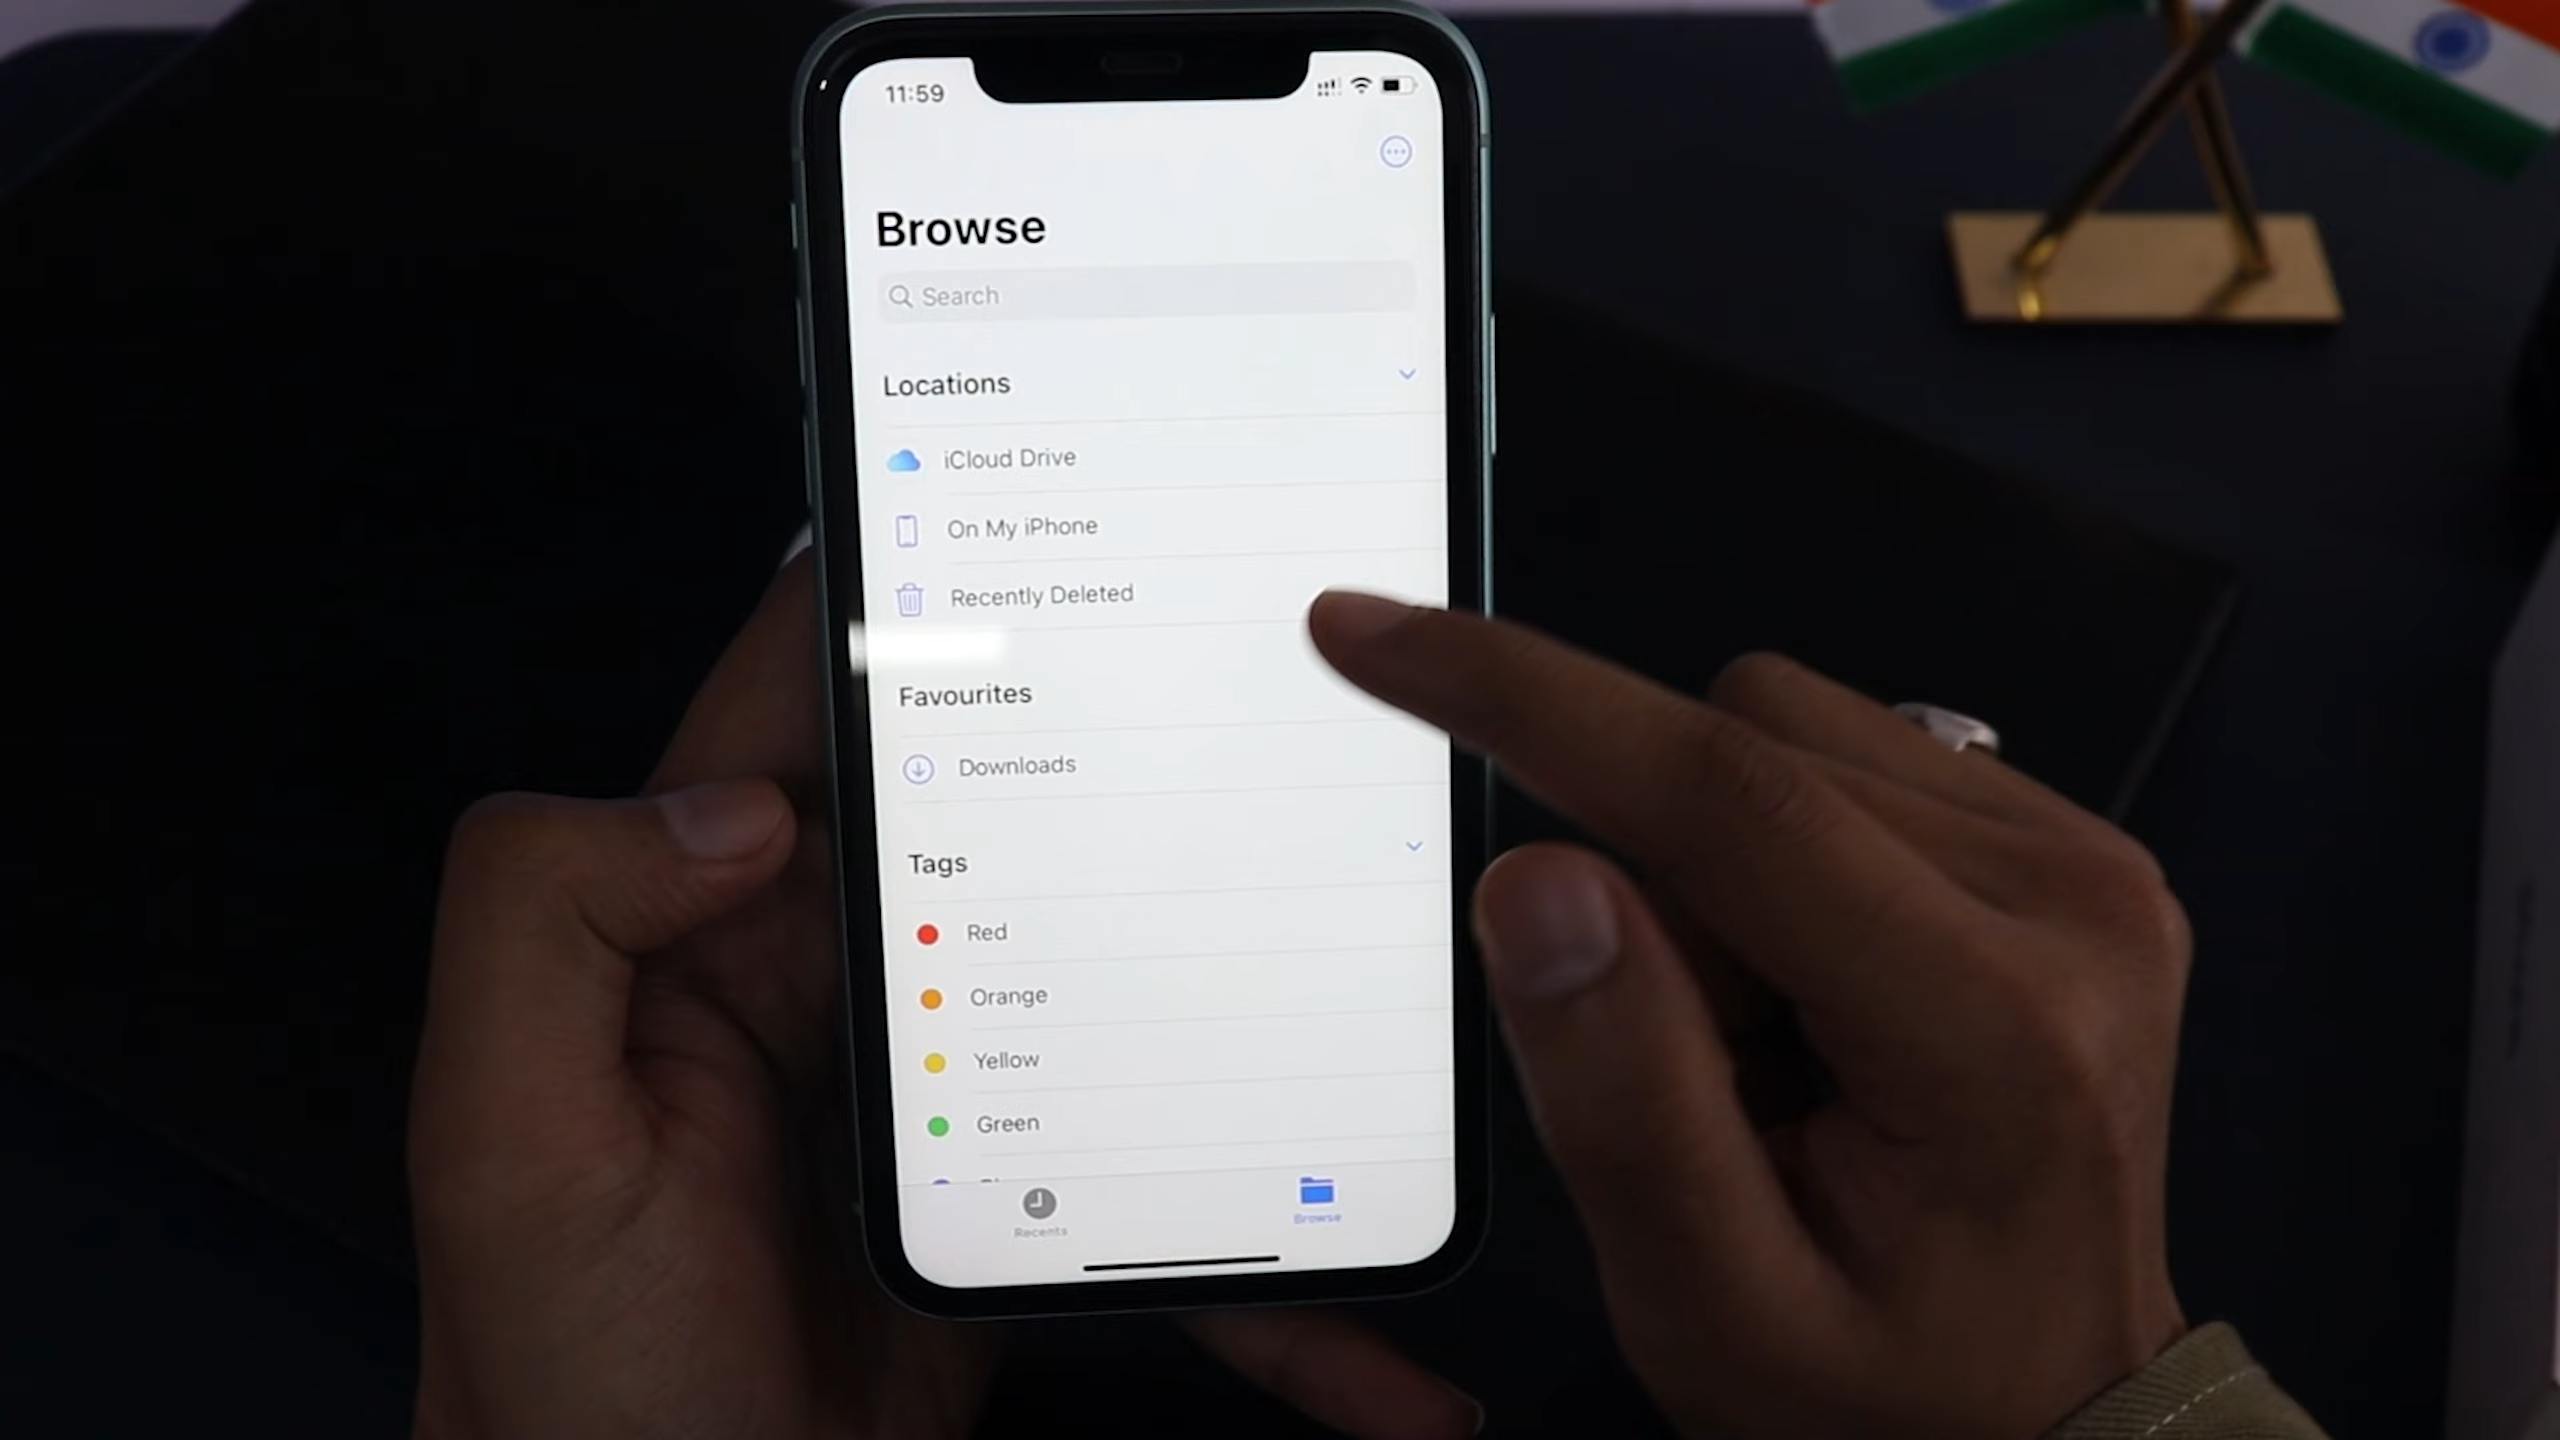 11:59
Browse
Search
Locations
iCloud Drive
On My iPhone
Recently Deleted
Favourites
Downloads
Tags
Red
Orange
Yellow
Green
Recents
Browse